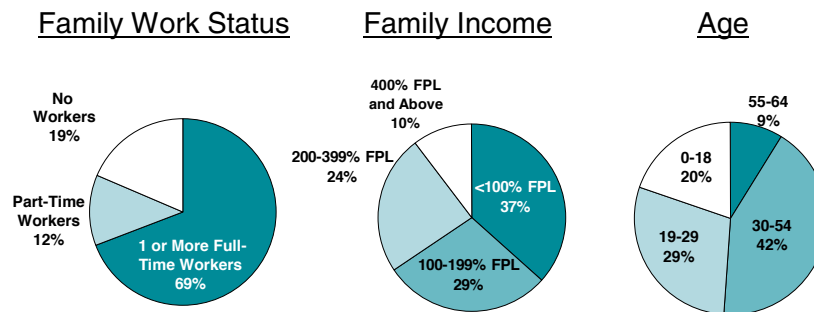 Family Work Status
Family Income
Age
No
Workers
19%
Part-Time
Workers
12%
1 or More Full-
Time Workers
69%
400% FPL
and Above
10%
200-399% FPL
24%
<100% FPL
37%
100-199% FPL
29%
55-64
9%
0-18
20%
19-29
29%
30-54
42%